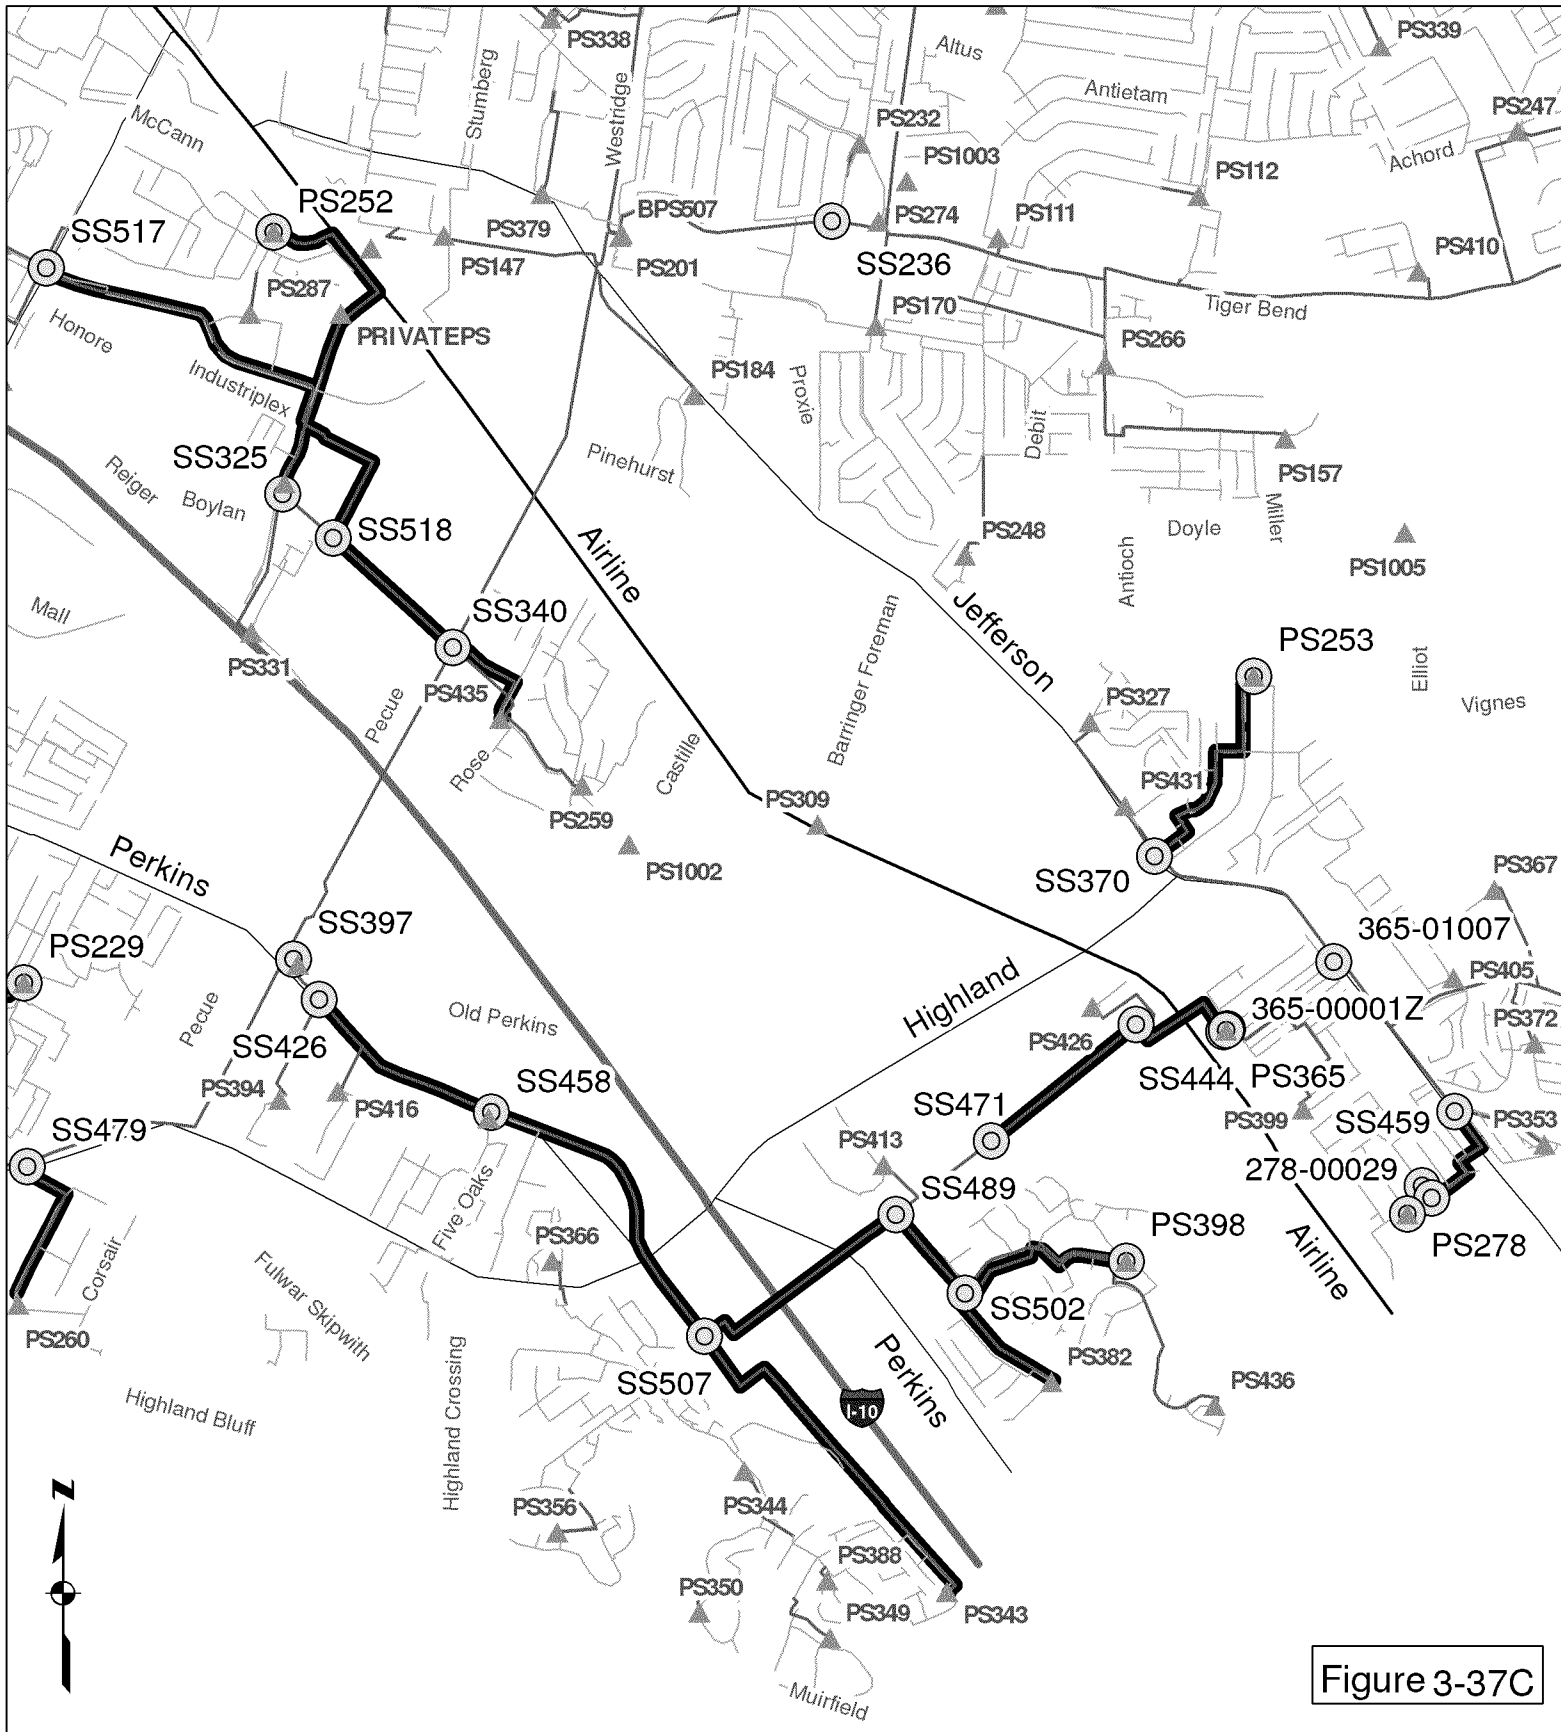 PS338
PS339
Altus
Stumberg
Antietam
Westridge
McCann
PS247
PS232
Achord
PS1003
PS112
PS252
BPS507
PS379
PS274
PS111
SS517
PS410
PS147
PS201
SS236
PS287
PS170
Tiger Bend
Honore
PRIVATEPS
PS266
PS184
Industriplex
Proxie
Debit
SS325
Pinehurst
Reiger
PS157
Boylan
Miller
SS518
PS248
Doyle
Airline
PS1005
Antioch
Mall
SS340
Jefferson
PS253
PS331
Barringer Foreman
Elliot
PS435
PS327
Vignes
Pecue
Rose
Castille
PS431
PS309
PS259
Perkins
PS1002
SS370
PS367
SS397
365-01007
PS229
PS405
Highland
365-00001Z
Pecue
Old Perkins
PS372
SS426
PS426
SS444
PS365
SS458
PS394
PS416
SS471
PS399
SS459
PS353
SS479
PS413
278-00029
SS489
Five Oaks
PS366
PS398
PS278
Corsair
Airline
Fulwar Skipwith
SS502
PS260
PS382
SS507
Perkins
Highland Crossing
PS436
I-10
Highland Bluff
Z
PS356
PS344
PS388
PS350
PS349
PS343
Muirfield
Figure 3-37C